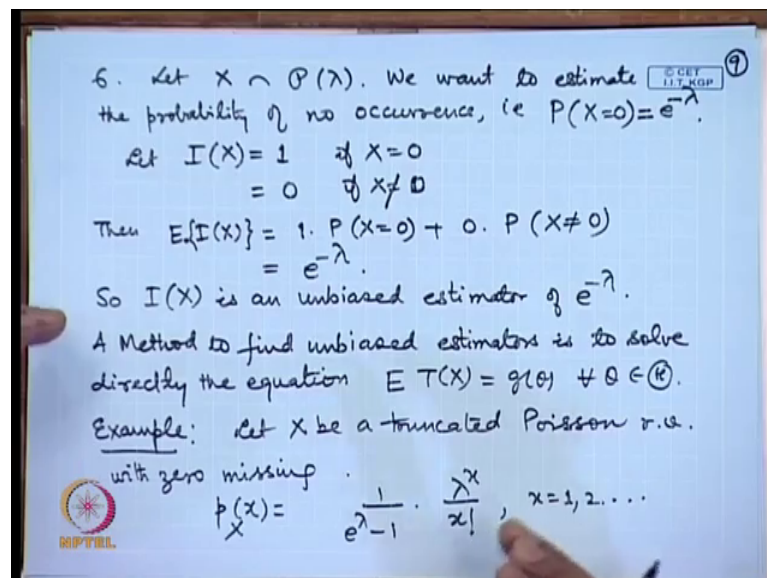 ⑨
© CET
I.I.T. KGP
6. Let X ~ P(λ). We want to estimate
the probability of no occurrence, ie P(X=0) = e^{-λ}.
Let I(X) = 1 if X = 0
= 0 if X ≠ 0
Then E{I(X)} = 1. P(X=0) + 0. P(X≠0)
= e^{-λ}.
So I(X) is an unbiased estimator of e^{-λ}.
A Method to find unbiased estimators is to solve
directly the equation E T(X) = g(θ) ∀ θ ∈ Ⓗ.
Example: Let X be a truncated Poisson r.v.
with zero missing.
p_X(x) = 1/(e^λ-1) . λ^x/x! , x = 1, 2. . . .
NPTEL